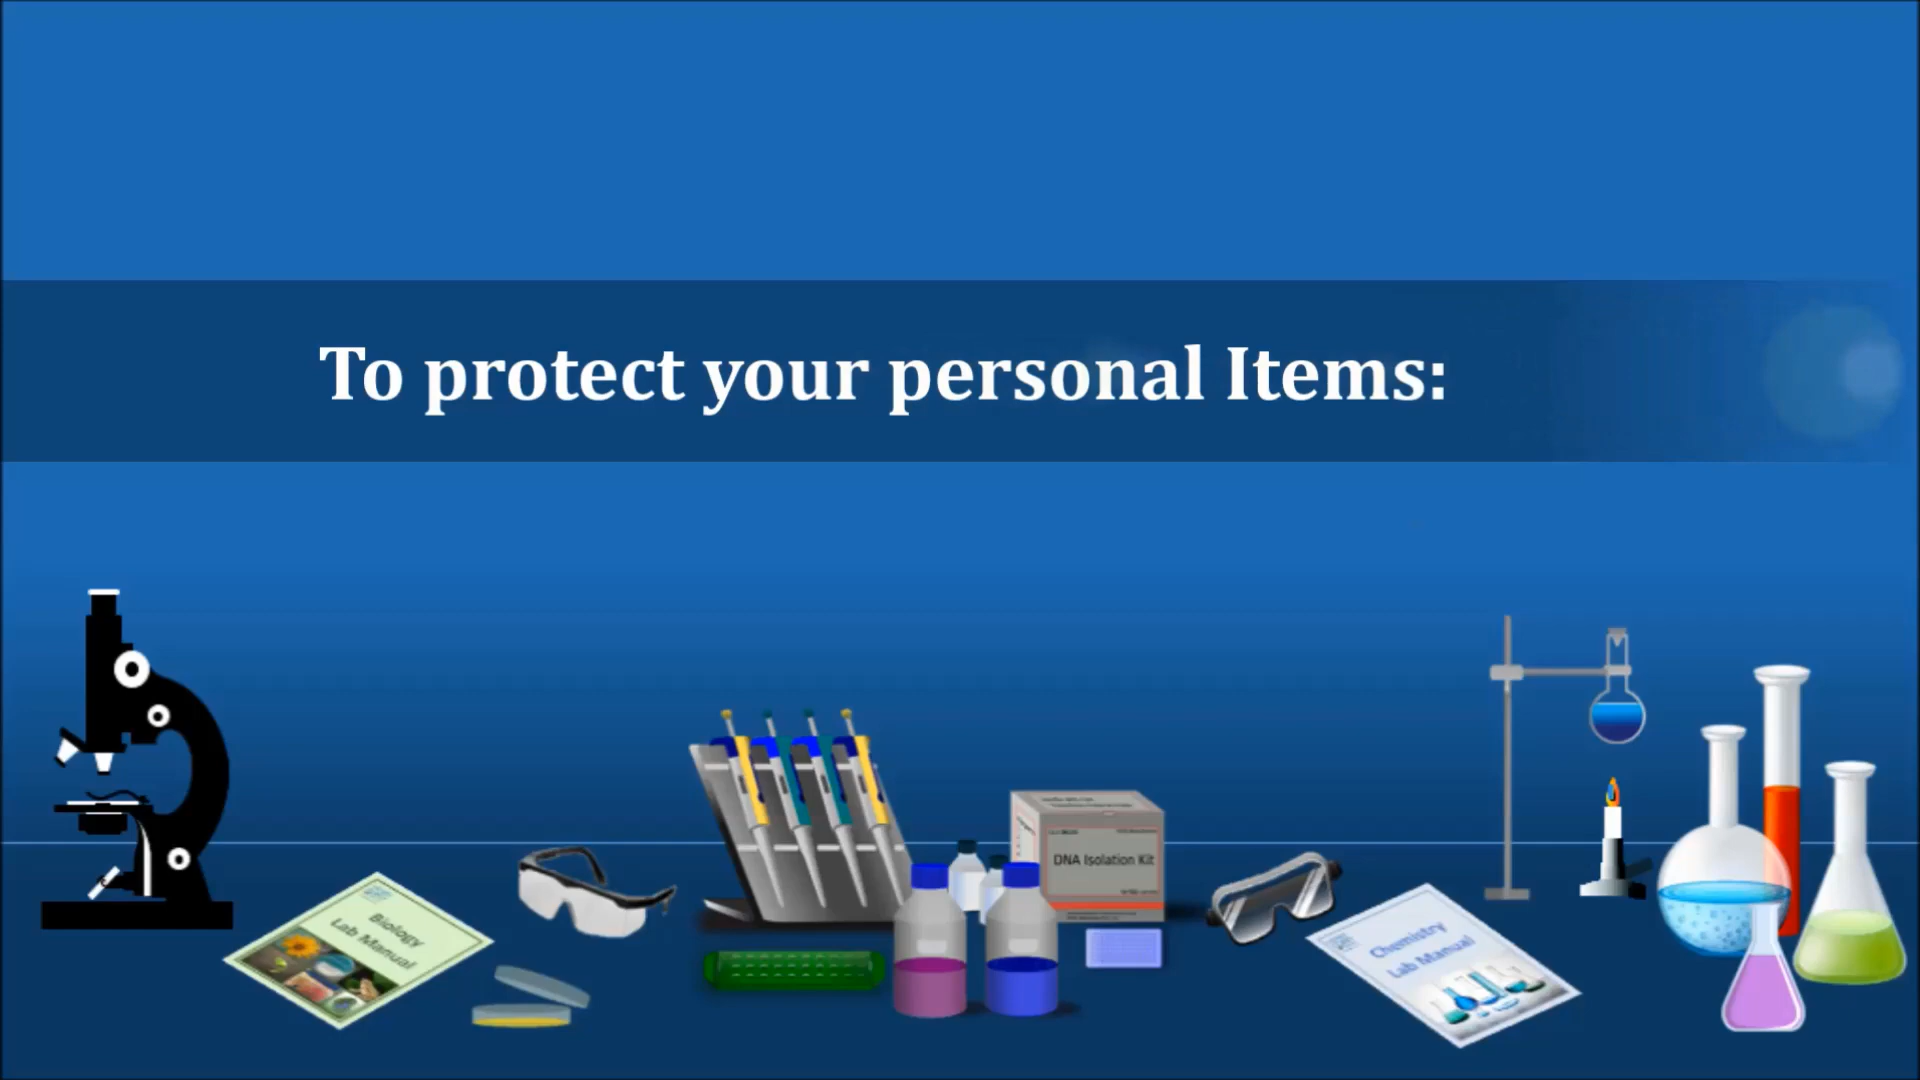 To protect your personal Items:
DNA Isolation Kit
Biology
Lab Manual
Chemistry
Lab Manual